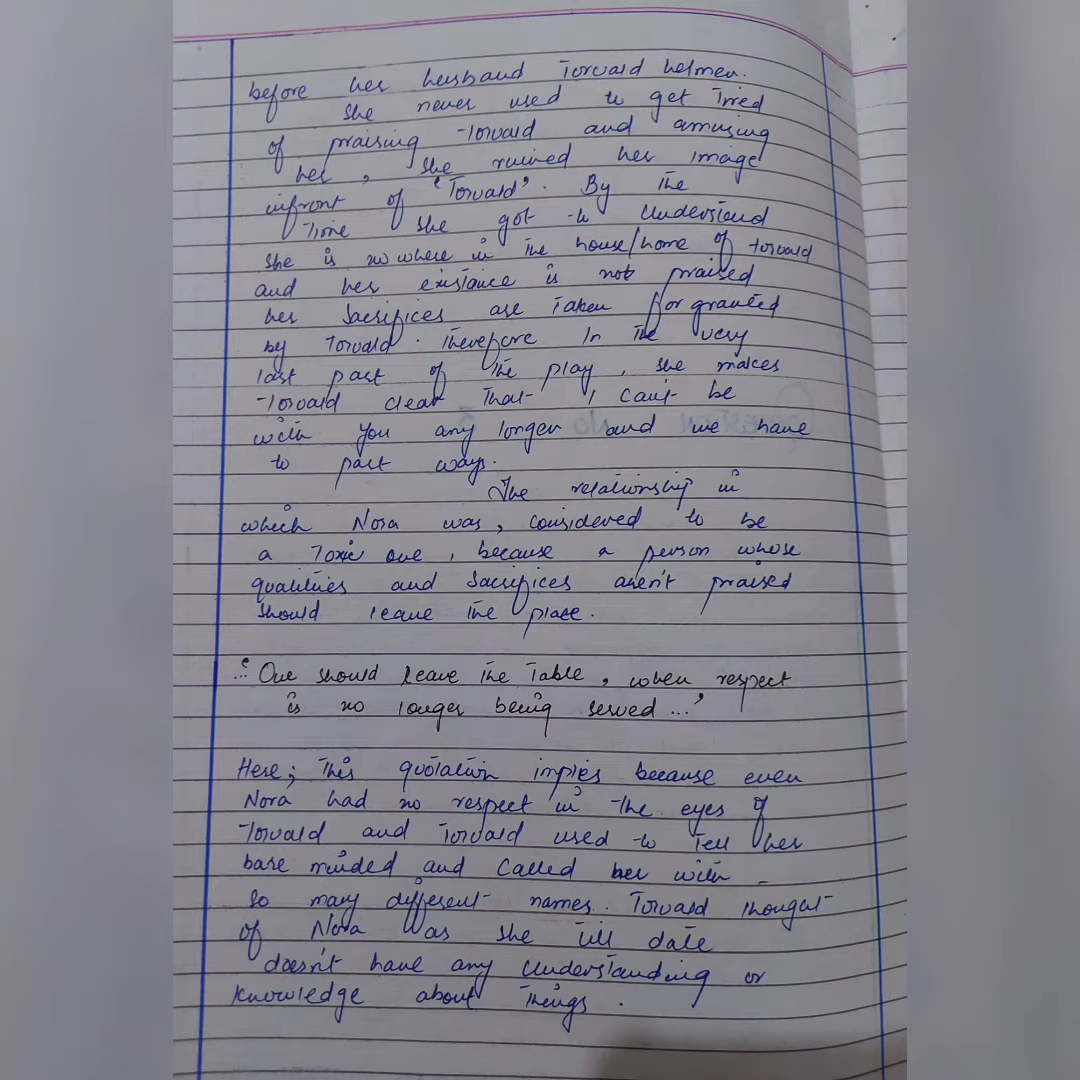 before her husband Torvald helmer.
She never used to get Tired
of praising Torvald and amusing
her, she ruined her image
infront of "Torvald". By the
Time she got to Understand
she is no where in the house/home of torvald
and her existance is not praised
her Sacrifices are Taken for granted
by Torvald. Therefore In the very
last part of the play, she makes
Torvald clear That I can't be
with you any longer and we have
to part ways.
The relationship in
which Nora was, considered to be
a Toxic one, because a person whose
qualities and Sacrifices aren't praised
should leave the place.
"... One should leave the Table, when respect
is no longer being served ..."
Here; This quotation implies because even
Nora had no respect in the eyes of
Torvald and Torvald used to Tell her
bare minded and Called her with
so many different names. Torvald thought
of Nora as she till date
doesn't have any Understanding or
Knowledge about Things.